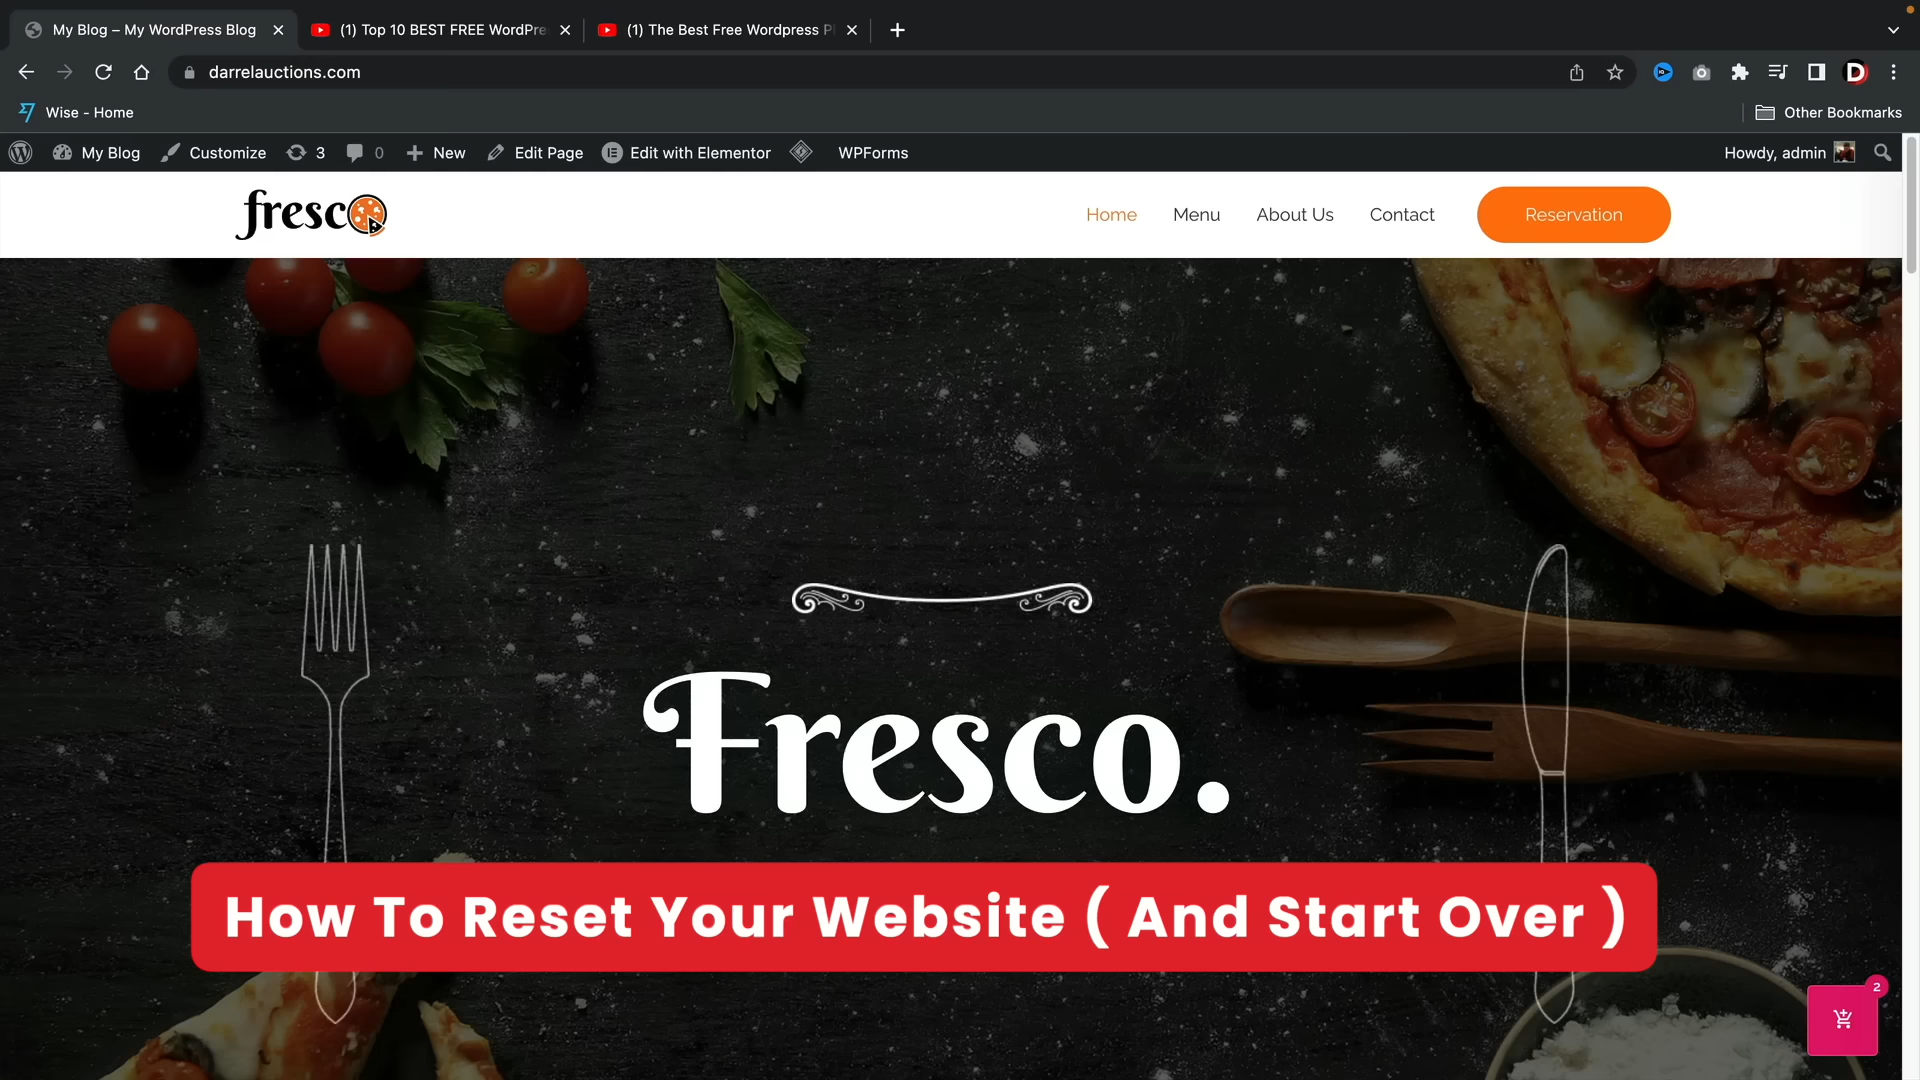 My Blog – My WordPress Blog
(1) Top 10 BEST FREE WordPre
(1) The Best Free Wordpress P
darrelauctions.com
Wise - Home
Other Bookmarks
My Blog
Customize
3
0
New
Edit Page
Edit with Elementor
WPForms
Howdy, admin
fresco
Home
Menu
About Us
Contact
Reservation
Fresco.
How To Reset Your Website ( And Start Over )
2